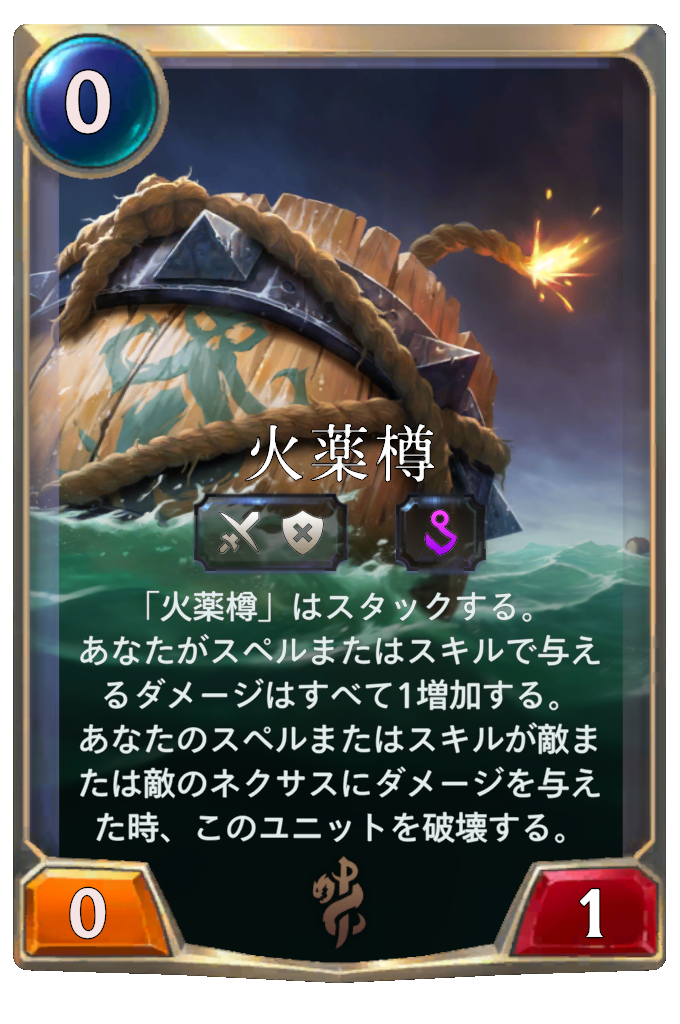 0
火薬樽
「火薬樽」はスタックする。
あなたがスペルまたはスキルで与え
るダメージはすべて1増加する。
あなたのスペルまたはスキルが敵ま
たは敵のネクサスにダメージを与え
た時、このユニットを破壊する。
0
1